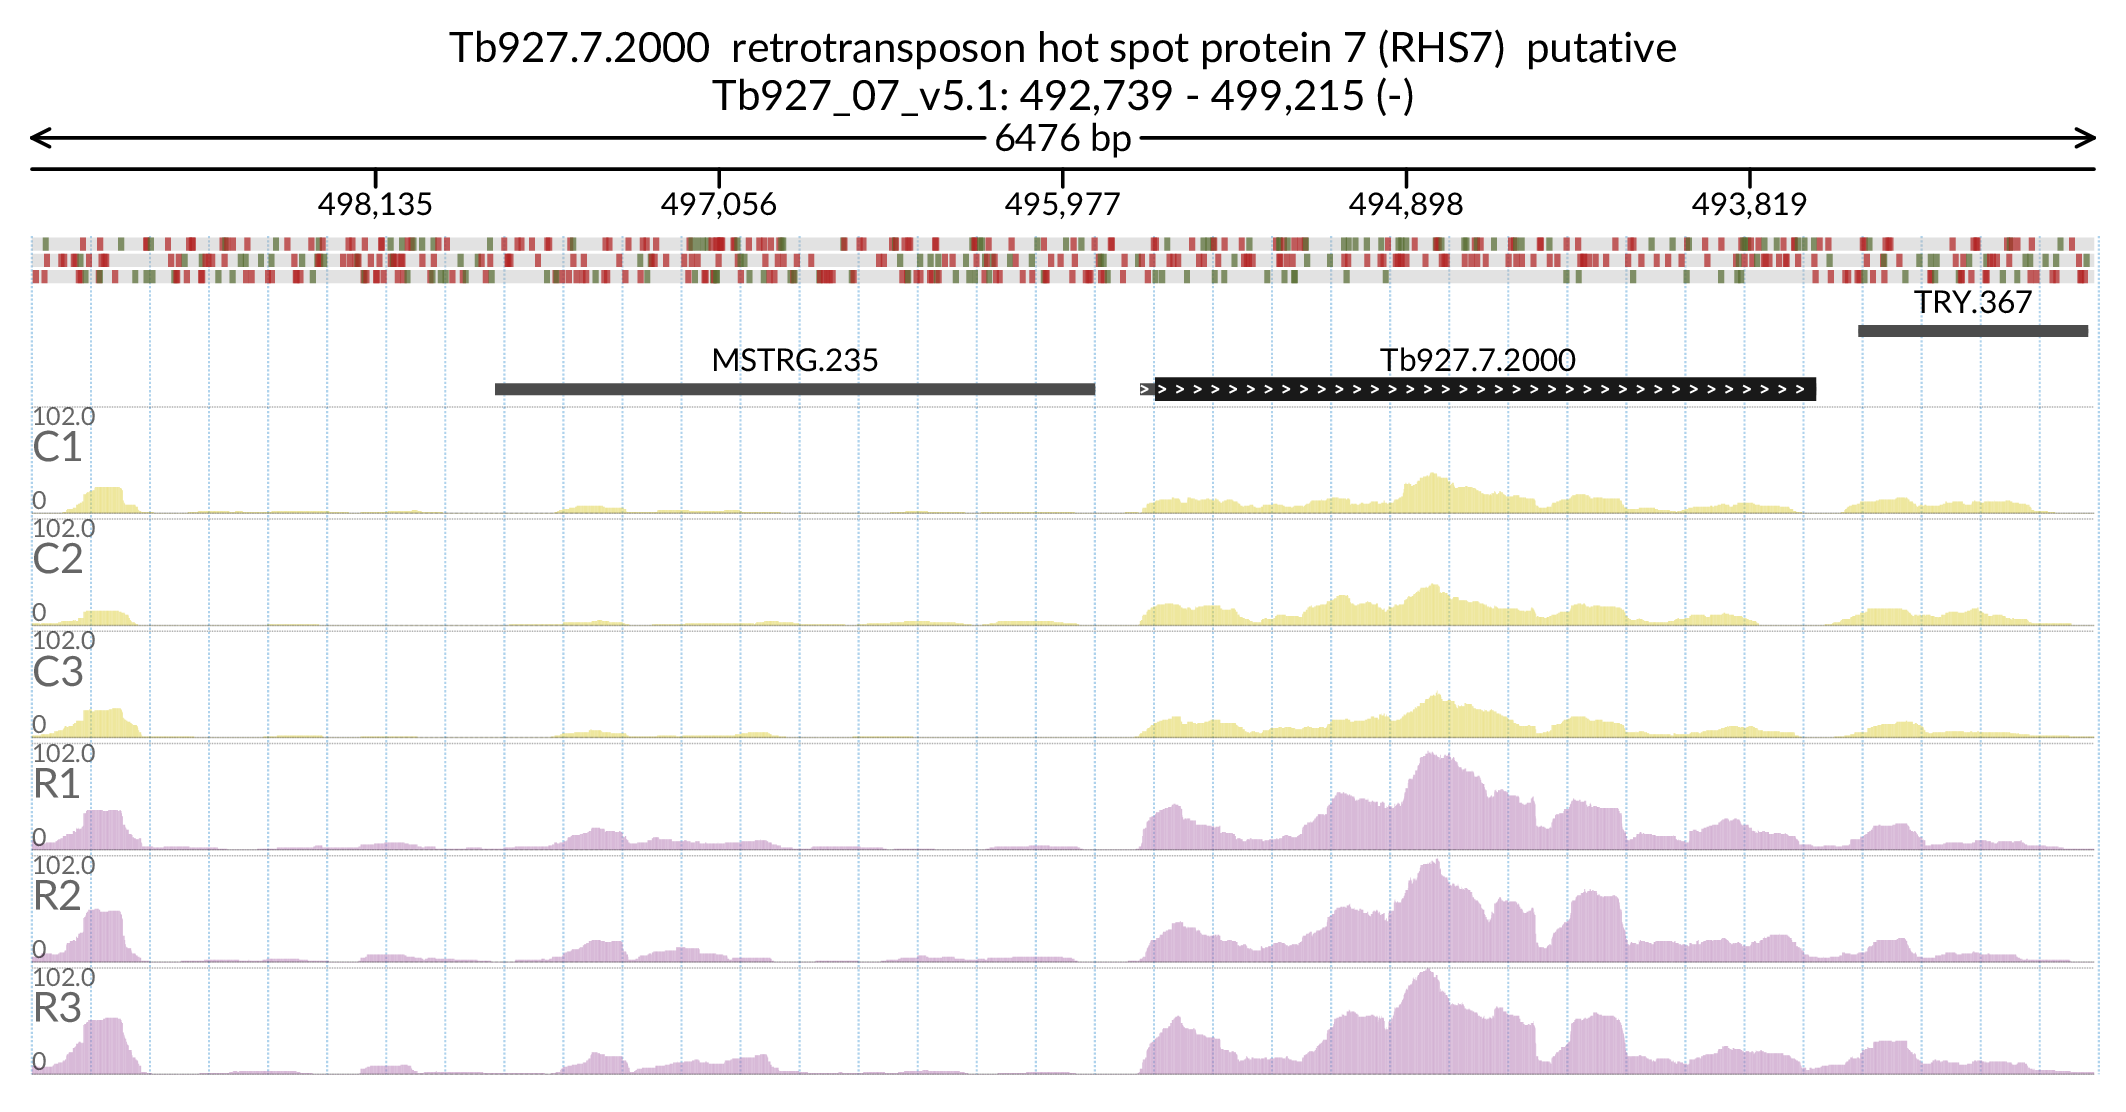 Tb927.7.2000 retrotransposon hot spot protein 7 (RHS7) putative
Tb927_07_v5.1: 492,739 - 499,215 (-)
6476 bp
498,135 497,056 495,977 494,898 493,819
TRY.367
MSTRG.235 Tb927.7.2000
102.0
C1
0
102.0
C2
0
102.0
C3
0
102.0
R1
0
102.0
R2
0
102.0
R3
0